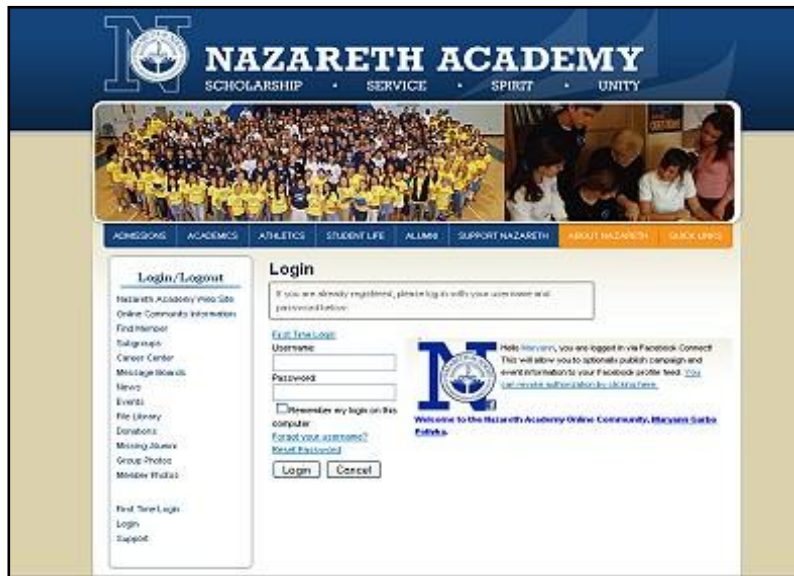 NAZARETH ACADEMY
SCHOLARSHIP · SERVICE · SPIRIT · UNITY
ADMISSIONS ACADEMICS ATHLETICS STUDENT LIFE ALUMNI SUPPORT NAZARETH ABOUT NAZARETH QUICK LINKS
Login/Logout
Nazareth Academy Web Site
Online Community Information
Find Member
Subgroups
Career Center
Message Boards
News
Events
File Library
Donations
Missing Alumni
Group Photos
Member Photos
First Time Login
Login
Support
Login
If you are already registered, please log in with your username and
password below.
First Time Login
Username:
Password:
Remember my login on this
computer
Forgot your username?
Reset Password
Login Cancel
Hello Maryann, you are logged in via Facebook Connect!
This will allow you to optionally publish campaign and
event information to your Facebook profile feed. You
can revoke authorization by clicking here.
Welcome to the Nazareth Academy Online Community, Maryann